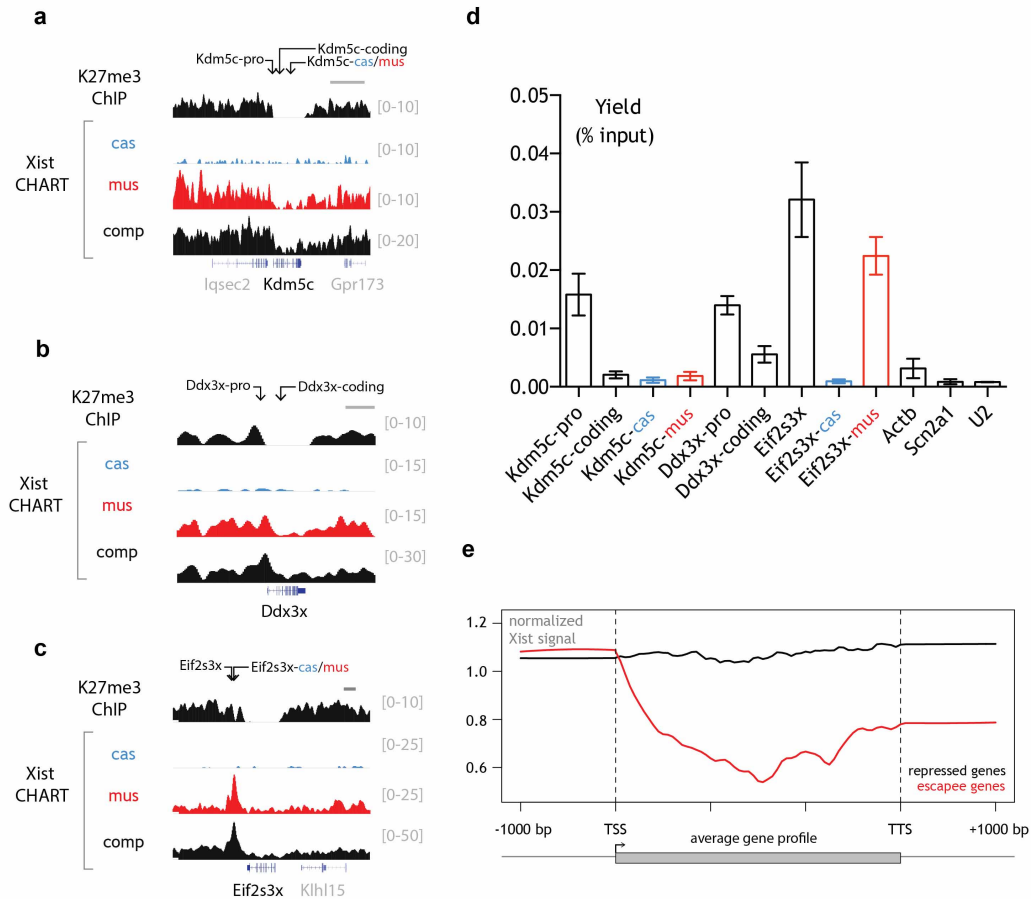 a
Kdm5c-coding
Kdm5c-pro
Kdm5c-cas/mus
K27me3
ChIP
[0-10]
cas
[0-10]
Xist
CHART
mus
[0-10]
comp
[0-20]
Iqsec2 Kdm5c Gpr173
b
Ddx3x-pro
Ddx3x-coding
K27me3
ChIP
[0-10]
cas
[0-15]
Xist
CHART
mus
[0-15]
comp
[0-30]
Ddx3x
c
Eif2s3x
Eif2s3x-cas/mus
K27me3
ChIP
[0-10]
cas
[0-25]
Xist
CHART
mus
[0-25]
comp
[0-50]
Eif2s3x Klhl15
d
Yield
(% input)
0.05
0.04
0.03
0.02
0.01
0.00
Kdm5c-pro
Kdm5c-coding
Kdm5c-cas
Kdm5c-mus
Ddx3x-pro
Ddx3x-coding
Eif2s3x
Eif2s3x-cas
Eif2s3x-mus
Actb
Scn2a1
U2
e
normalized
Xist signal
1.2
1.0
0.8
0.6
repressed genes
escapee genes
-1000 bp TSS TTS +1000 bp
average gene profile